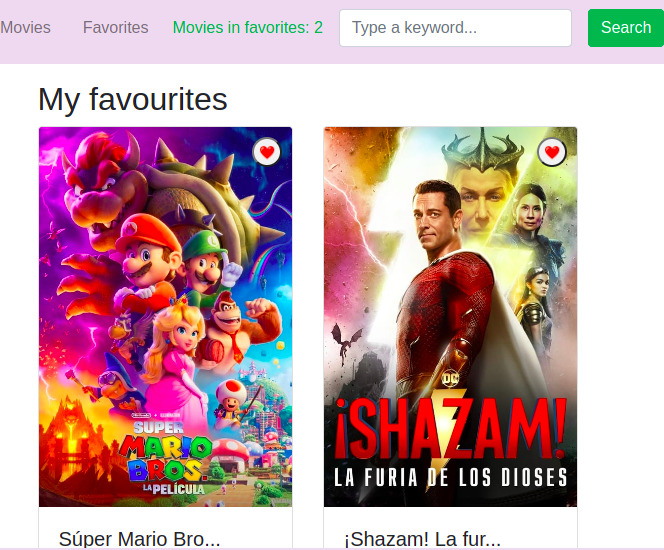 Movies Favorites Movies in favorites: 2 Type a keyword... Search
My favourites
SUPER
MARIO
BROS.
LA PELÍCULA
DC
¡SHAZAM!
LA FURIA DE LOS DIOSES
Súper Mario Bro...
¡Shazam! La fur...